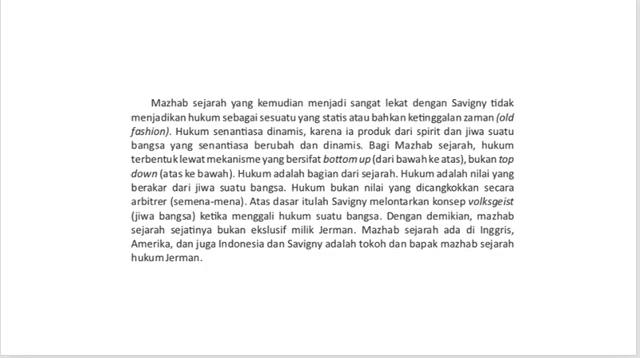 Mazhab sejarah yang kemudian menjadi sangat lekat dengan Savigny tidak
menjadikan hukum sebagai sesuatu yang statis atau bahkan ketinggalan zaman (old
fashion). Hukum senantiasa dinamis, karena ia produk dari spirit dan jiwa suatu
bangsa yang senantiasa berubah dan dinamis. Bagi Mazhab sejarah, hukum
terbentuk lewat mekanisme yang bersifat bottom up (dari bawah ke atas), bukan top
down (atas ke bawah). Hukum adalah bagian dari sejarah. Hukum adalah nilai yang
berakar dari jiwa suatu bangsa. Hukum bukan nilai yang dicangkokkan secara
arbitrer (semena-mena). Atas dasar itulah Savigny melontarkan konsep volksgeist
(jiwa bangsa) ketika menggali hukum suatu bangsa. Dengan demikian, mazhab
sejarah sejatinya bukan ekslusif milik Jerman. Mazhab sejarah ada di Inggris,
Amerika, dan juga Indonesia dan Savigny adalah tokoh dan bapak mazhab sejarah
hukum Jerman.